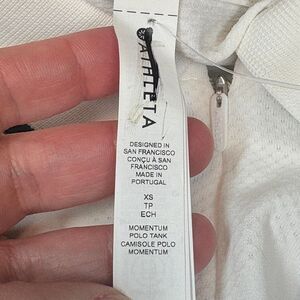 ATHLETA
DESIGNED IN
SAN FRANCISCO
CONÇU À SAN
FRANCISCO
MADE IN
PORTUGAL
XS
TP
ECH
MOMENTUM
POLO TANK
CAMISOLE POLO
MOMENTUM